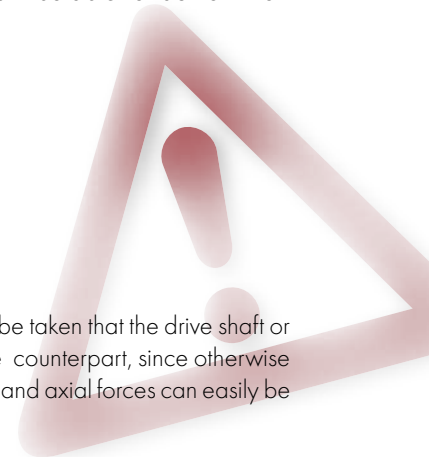 be taken that the drive shaft or
counterpart, since otherwise
and axial forces can easily be